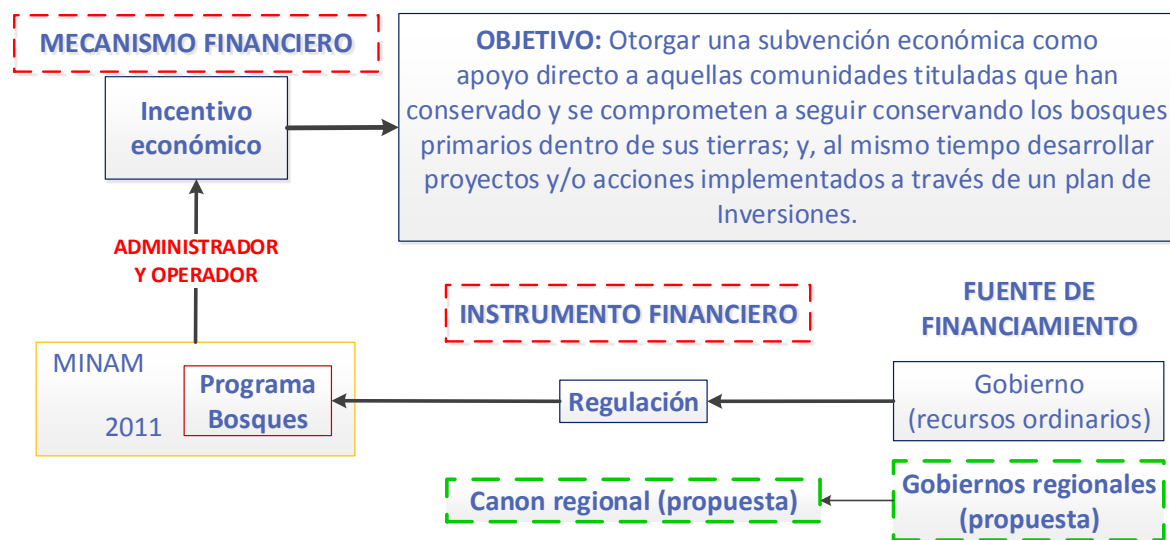 MECANISMO FINANCIERO
Incentivo
económico
OBJETIVO: Otorgar una subvención económica como
apoyo directo a aquellas comunidades tituladas que han
conservado y se comprometen a seguir conservando los bosques
primarios dentro de sus tierras; y, al mismo tiempo desarrollar
proyectos y/o acciones implementados a través de un plan de
Inversiones.
ADMINISTRADOR
Y OPERADOR
INSTRUMENTO FINANCIERO
FUENTE DE
FINANCIAMIENTO
MINAM
2011
Programa
Bosques
Regulación
Gobierno
(recursos ordinarios)
Canon regional (propuesta)
Gobiernos regionales
(propuesta)